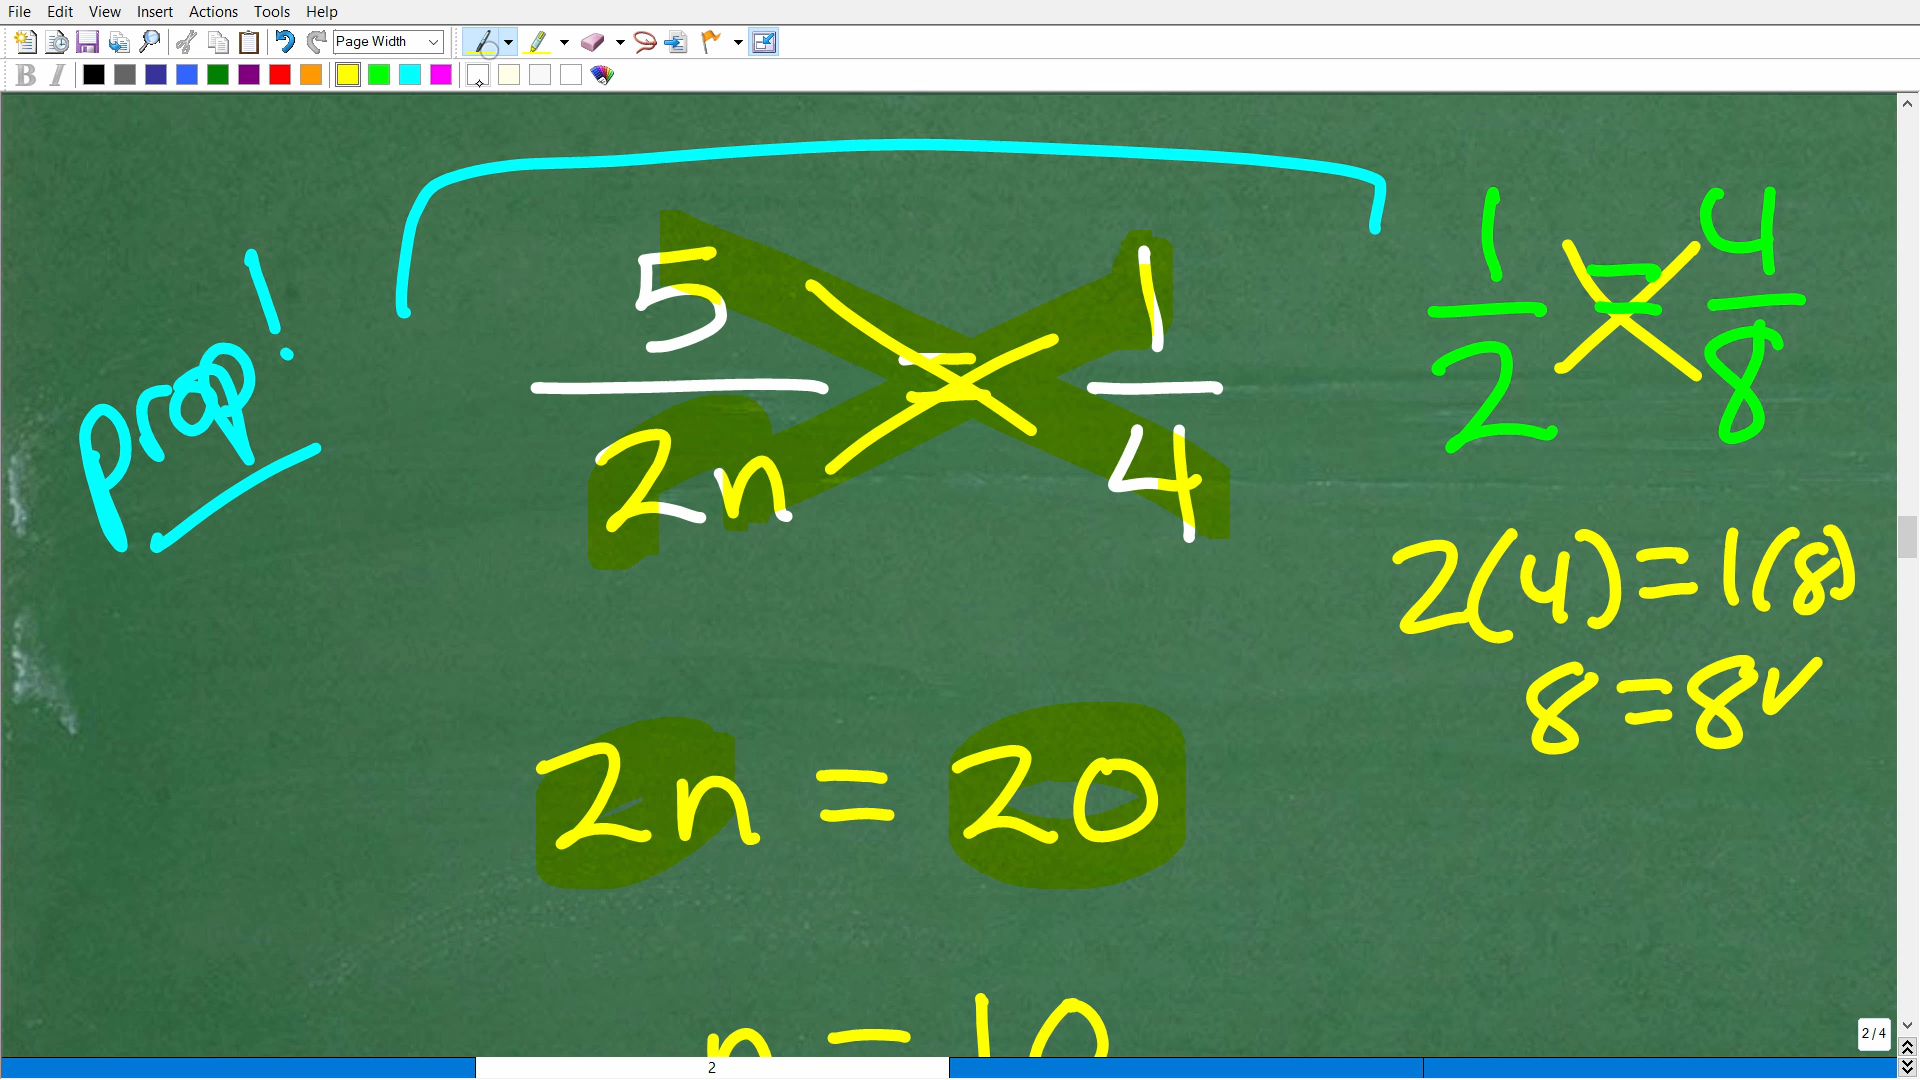 File Edit View Insert Actions Tools Help
Page Width
B I
prop!
5/2n = 1/4
1/2 = 4/8
2(4) = 1(8)
8 = 8 ✓
2n = 20
n = 10
2 / 4
2